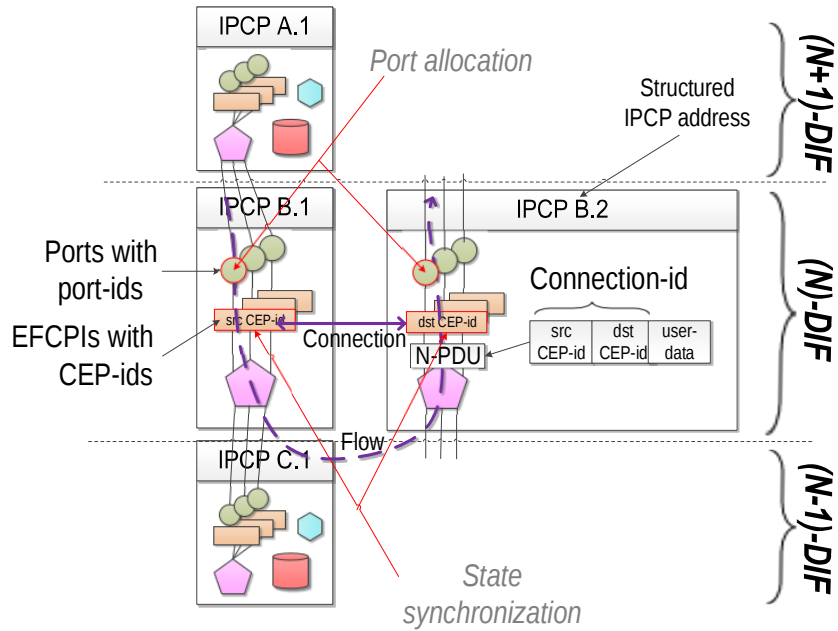 IPCP A.1
Port allocation
Structured
IPCP address
(N+1)-DIF
IPCP B.1
IPCP B.2
Ports with
port-ids
EFCPIs with
CEP-ids
src CEP-id
Connection
dst CEP-id
N-PDU
Connection-id
src
CEP-id
dst
CEP-id
user-
data
(N)-DIF
Flow
IPCP C.1
State
synchronization
(N-1)-DIF